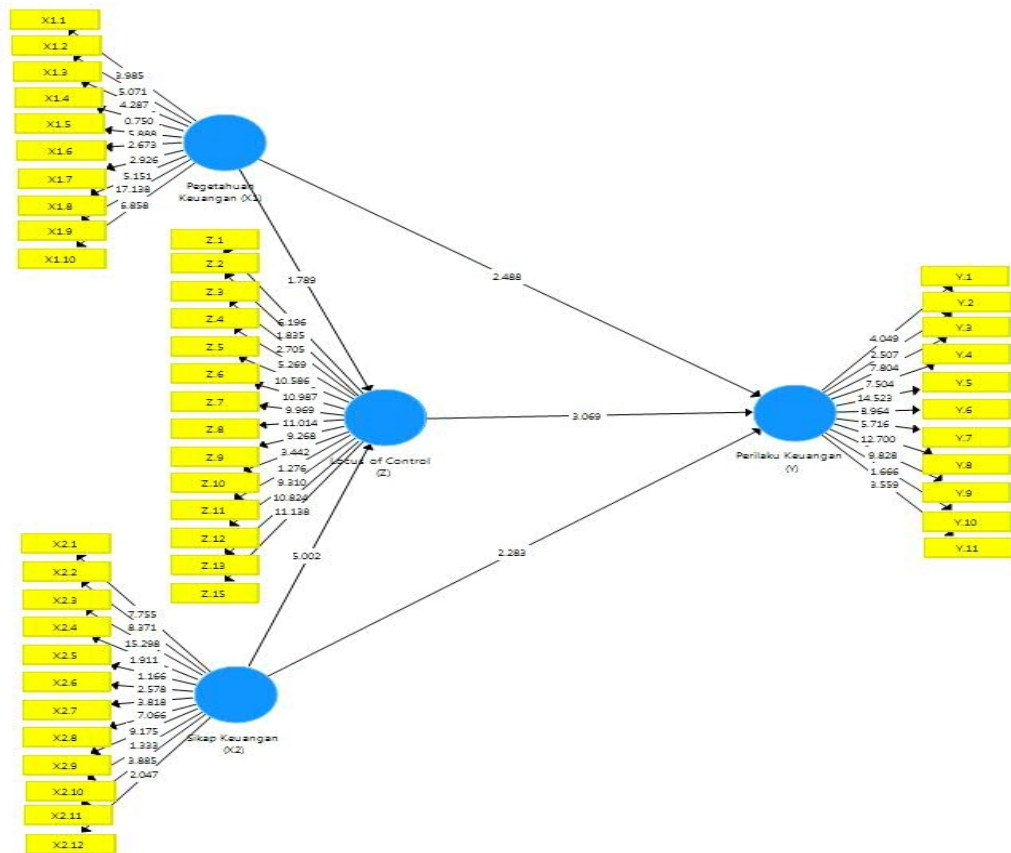 X1.1
X1.2
X1.3
X1.4
X1.5
X1.6
X1.7
X1.8
X1.9
X1.10
3.985
5.071
4.287
0.750
5.888
2.673
2.926
5.151
17.138
6.858
Pegetahuan
Keuangan (X1)
Z.1
Z.2
Z.3
Z.4
Z.5
Z.6
Z.7
Z.8
Z.9
Z.10
Z.11
Z.12
Z.13
Z.15
6.196
1.835
2.705
5.269
10.586
10.987
9.969
11.014
9.268
3.442
1.276
9.310
10.824
11.138
Locus of Control
(Z)
1.789
2.488
3.069
5.002
2.283
Y.1
Y.2
Y.3
Y.4
Y.5
Y.6
Y.7
Y.8
Y.9
Y.10
Y.11
4.049
2.507
7.804
7.504
14.523
8.964
5.716
12.700
9.828
1.666
3.559
Perilaku Keuangan
(Y)
X2.1
X2.2
X2.3
X2.4
X2.5
X2.6
X2.7
X2.8
X2.9
X2.10
X2.11
X2.12
7.755
8.371
15.298
1.911
1.166
2.578
3.818
7.066
9.175
1.333
3.885
2.047
Sikap Keuangan
(X2)